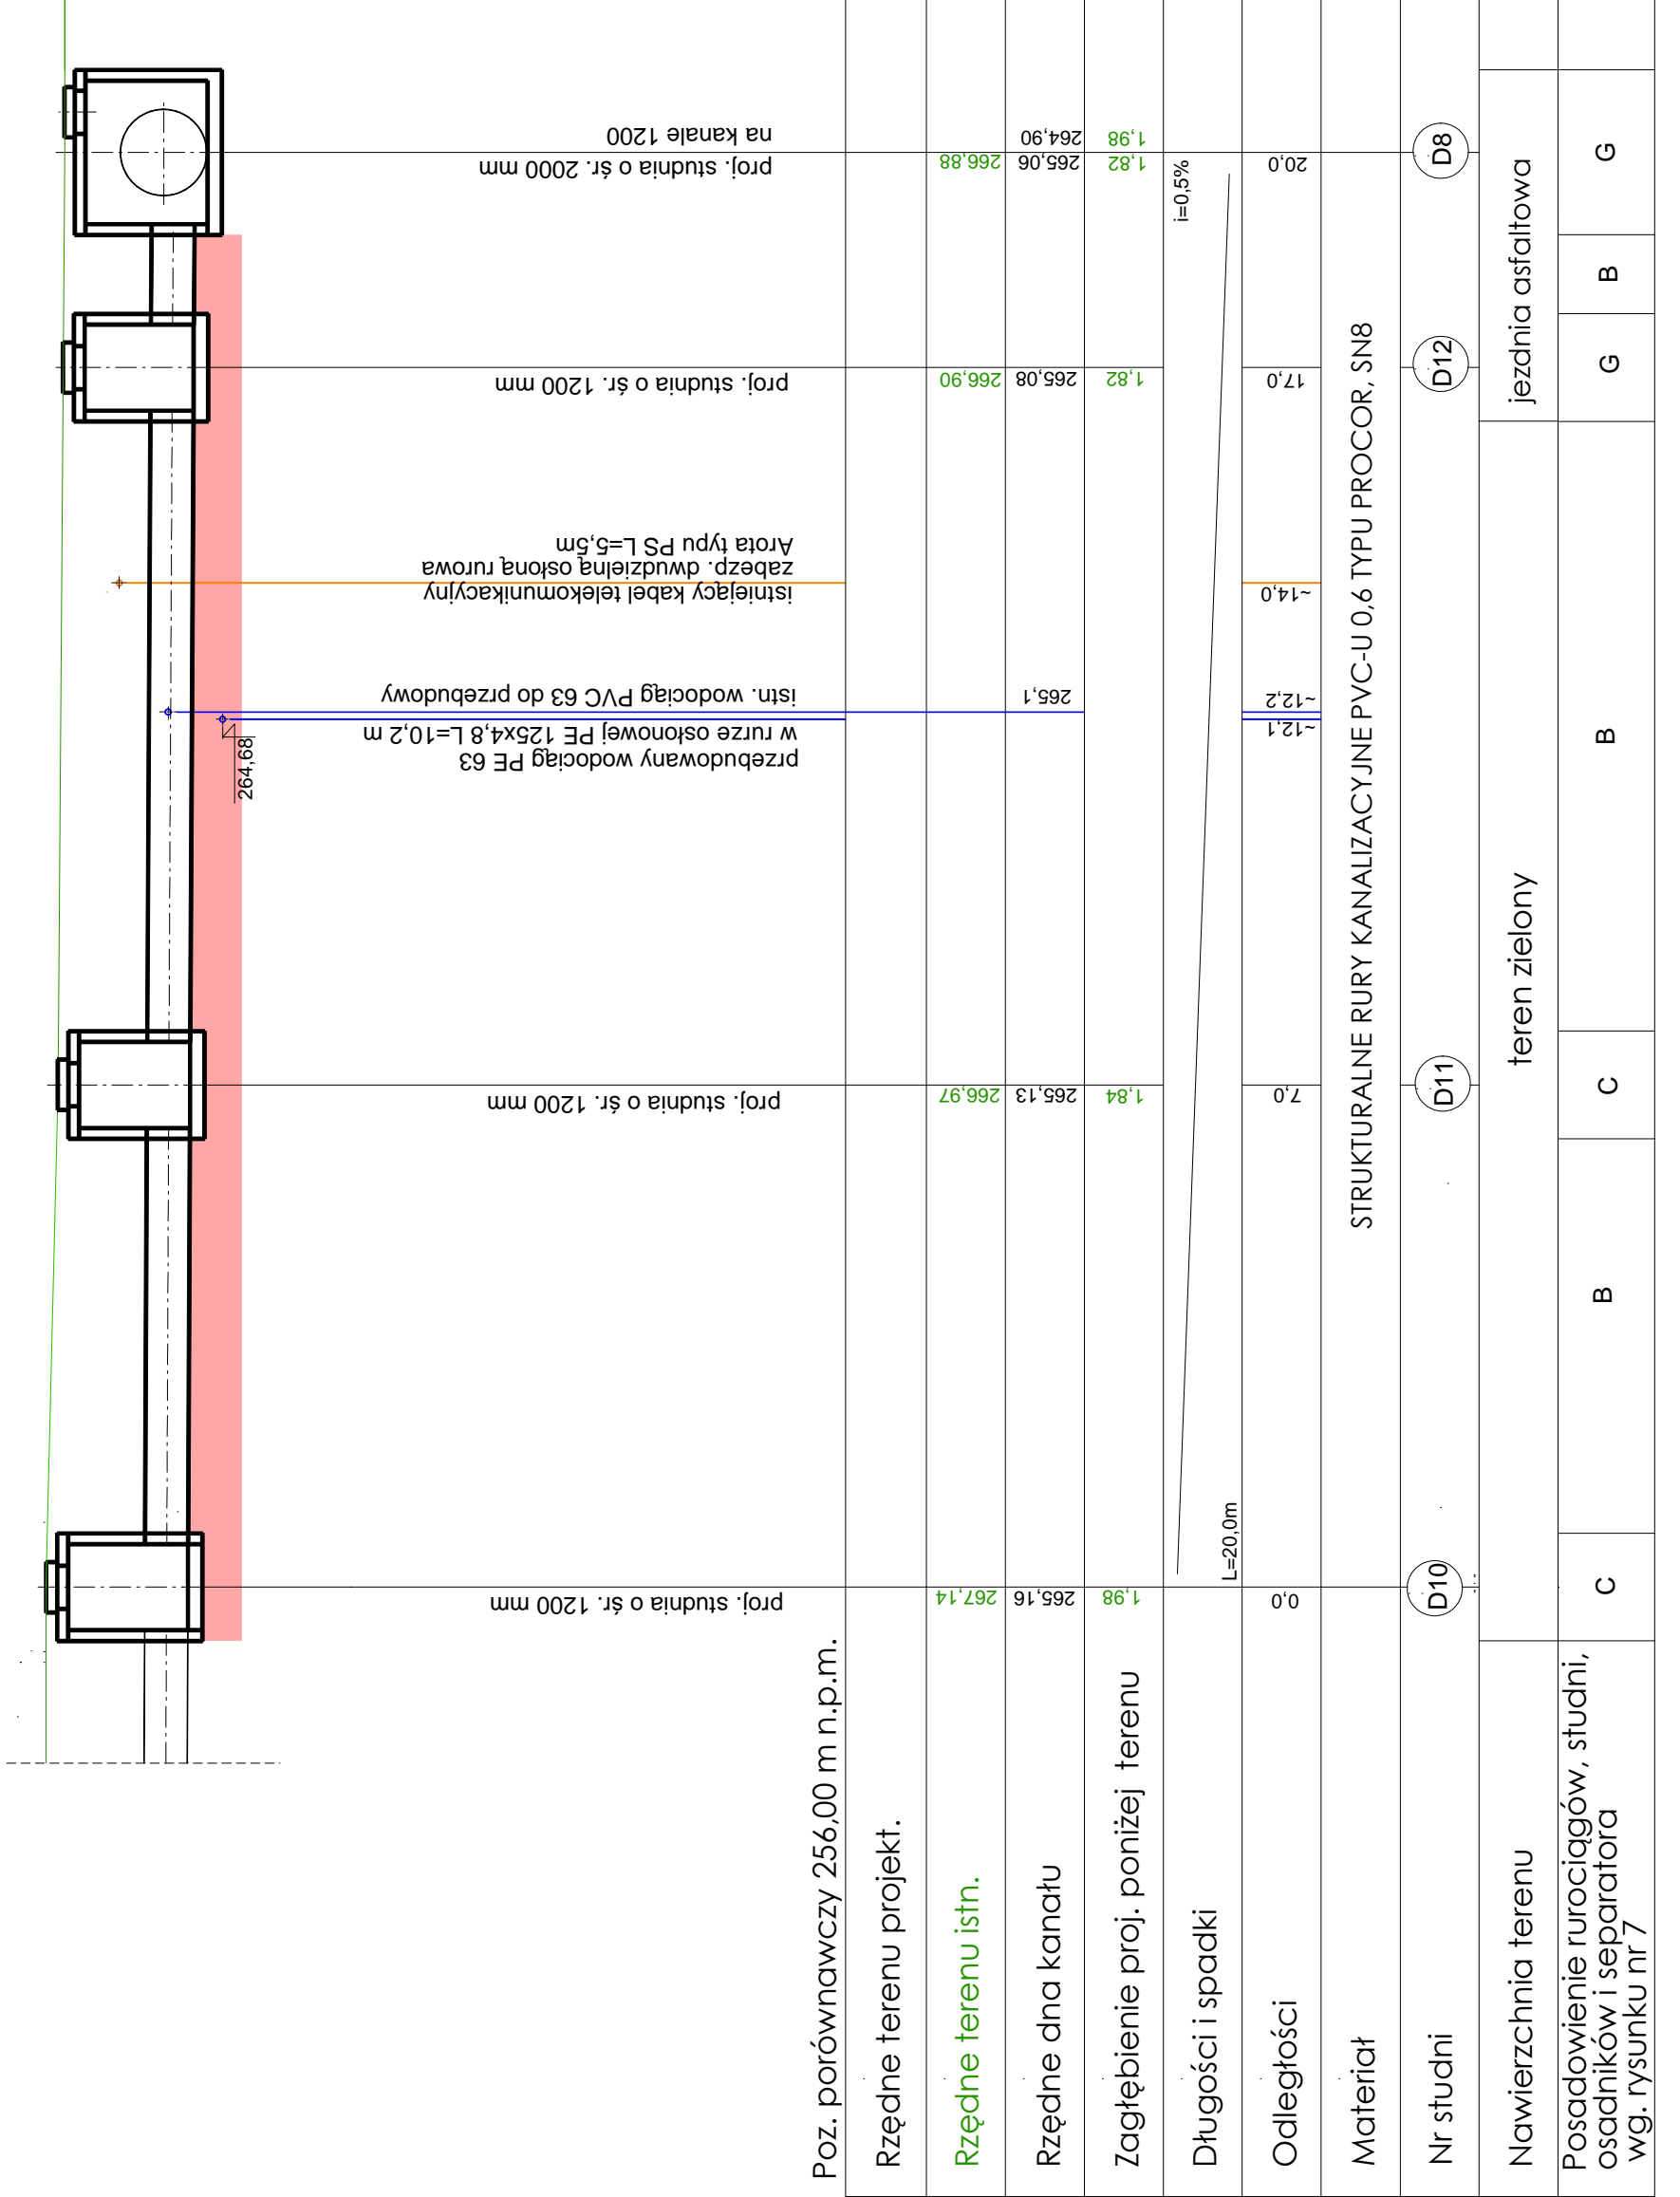 proj. studnia o śr. 1200 mm
proj. studnia o śr. 1200 mm
264,68
przebudowany wodociąg PE 63
w rurze osłonowej PE 125x4,8 L=10,2 m
istn. wodociąg PVC 63 do przebudowy
istniejący kabel telekomunikacyjny
zabezp. dwudzielną osłoną rurowa
Arota typu PS L=5,5m
proj. studnia o śr. 1200 mm
proj. studnia o śr. 2000 mm
na kanale 1200
Poz. porównawczy 256,00 m n.p.m.
Rzędne terenu projekt.
Rzędne terenu istn.
267,14
266,97
266,90
266,88
Rzędne dna kanału
265,16
265,13
265,1
265,08
265,06
264,90
Zagłębienie proj. poniżej terenu
1,98
1,84
1,82
1,82
1,98
Długości i spadki
L=20,0m
i=0,5%
Odległości
0,0
7,0
~12,1
~12,2
~14,0
17,0
20,0
Materiał
STRUKTURALNE RURY KANALIZACYJNE PVC-U 0,6 TYPU PROCOR, SN8
Nr studni
D10
D11
D12
D8
Nawierzchnia terenu
teren zielony
jezdnia asfaltowa
Posadowienie rurociągów, studni,
osadników i separatora
wg. rysunku nr 7
C
B
C
B
G
B
G